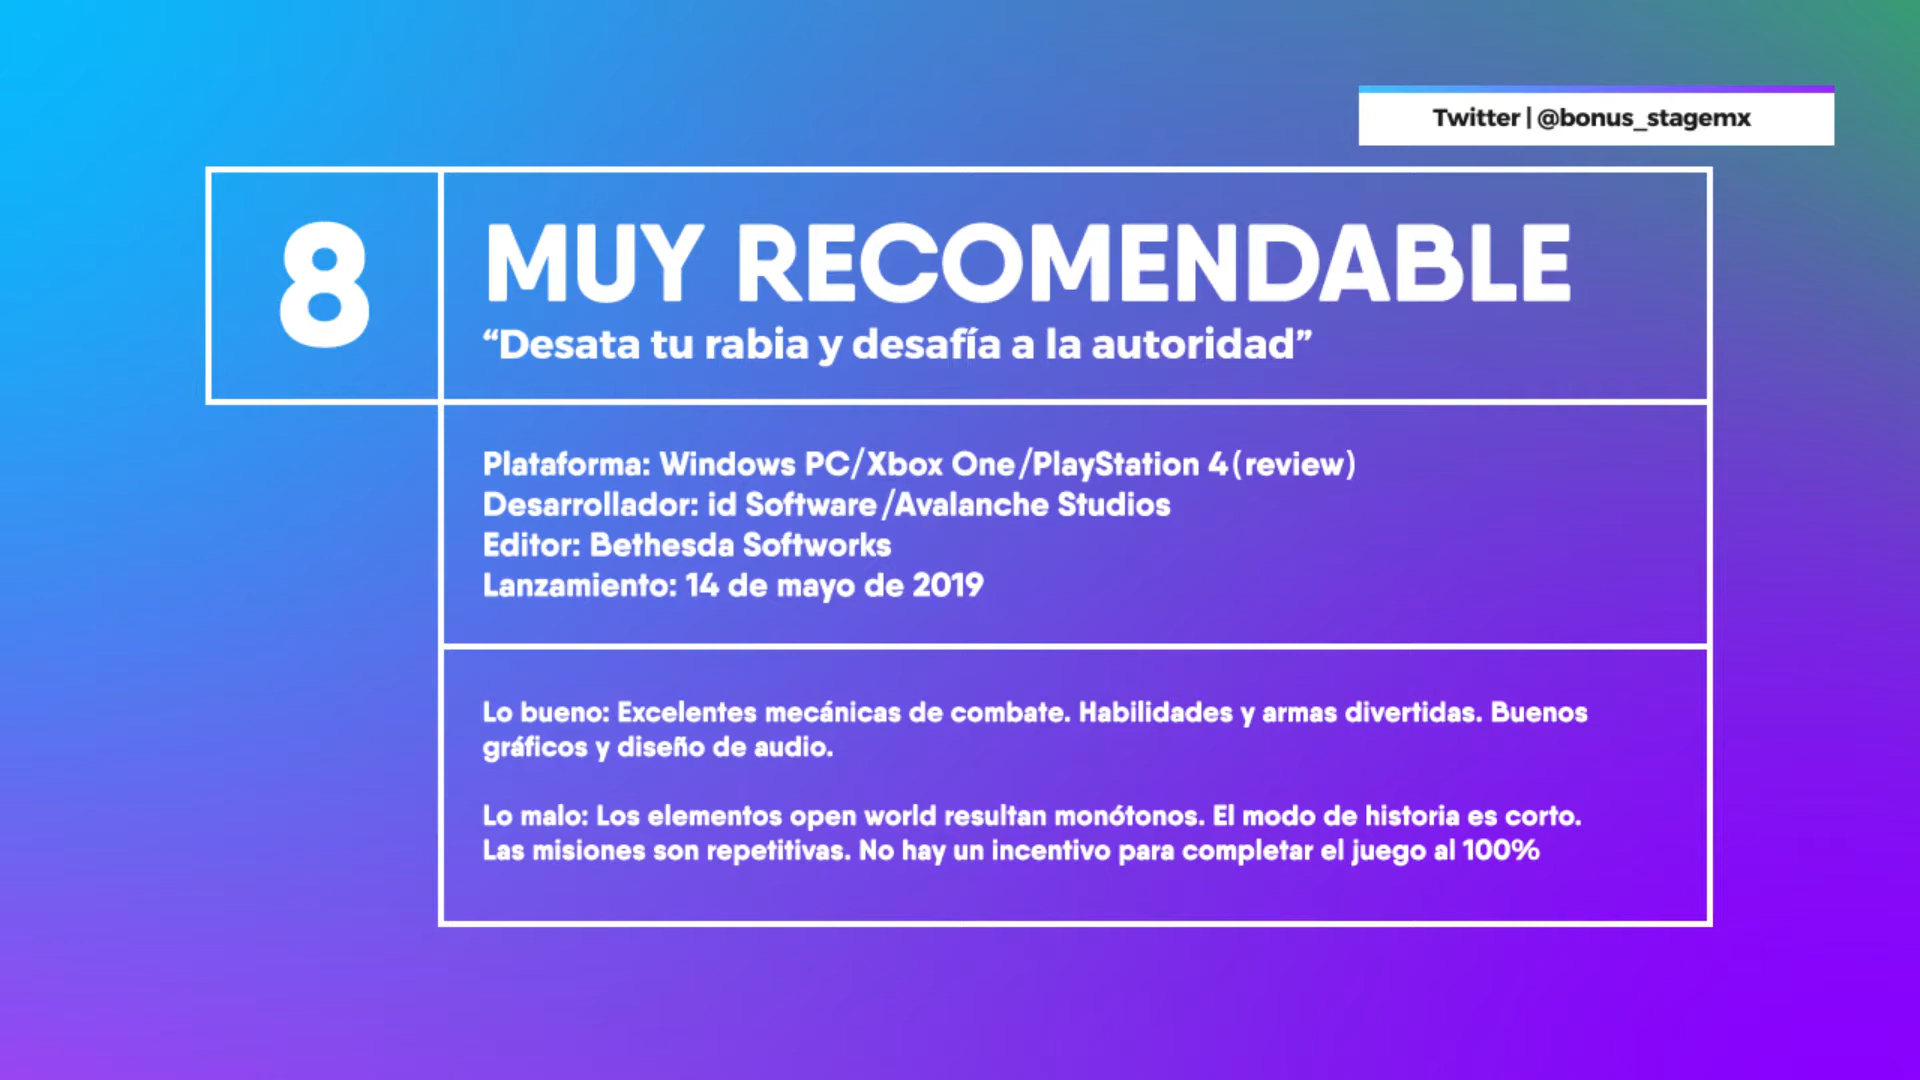 Twitter | @bonus_stagemx
8
MUY RECOMENDABLE
“Desata tu rabia y desafía a la autoridad”
Plataforma: Windows PC/Xbox One/PlayStation 4(review)
Desarrollador: id Software/Avalanche Studios
Editor: Bethesda Softworks
Lanzamiento: 14 de mayo de 2019
Lo bueno: Excelentes mecánicas de combate. Habilidades y armas divertidas. Buenos
gráficos y diseño de audio.
Lo malo: Los elementos open world resultan monótonos. El modo de historia es corto.
Las misiones son repetitivas. No hay un incentivo para completar el juego al 100%